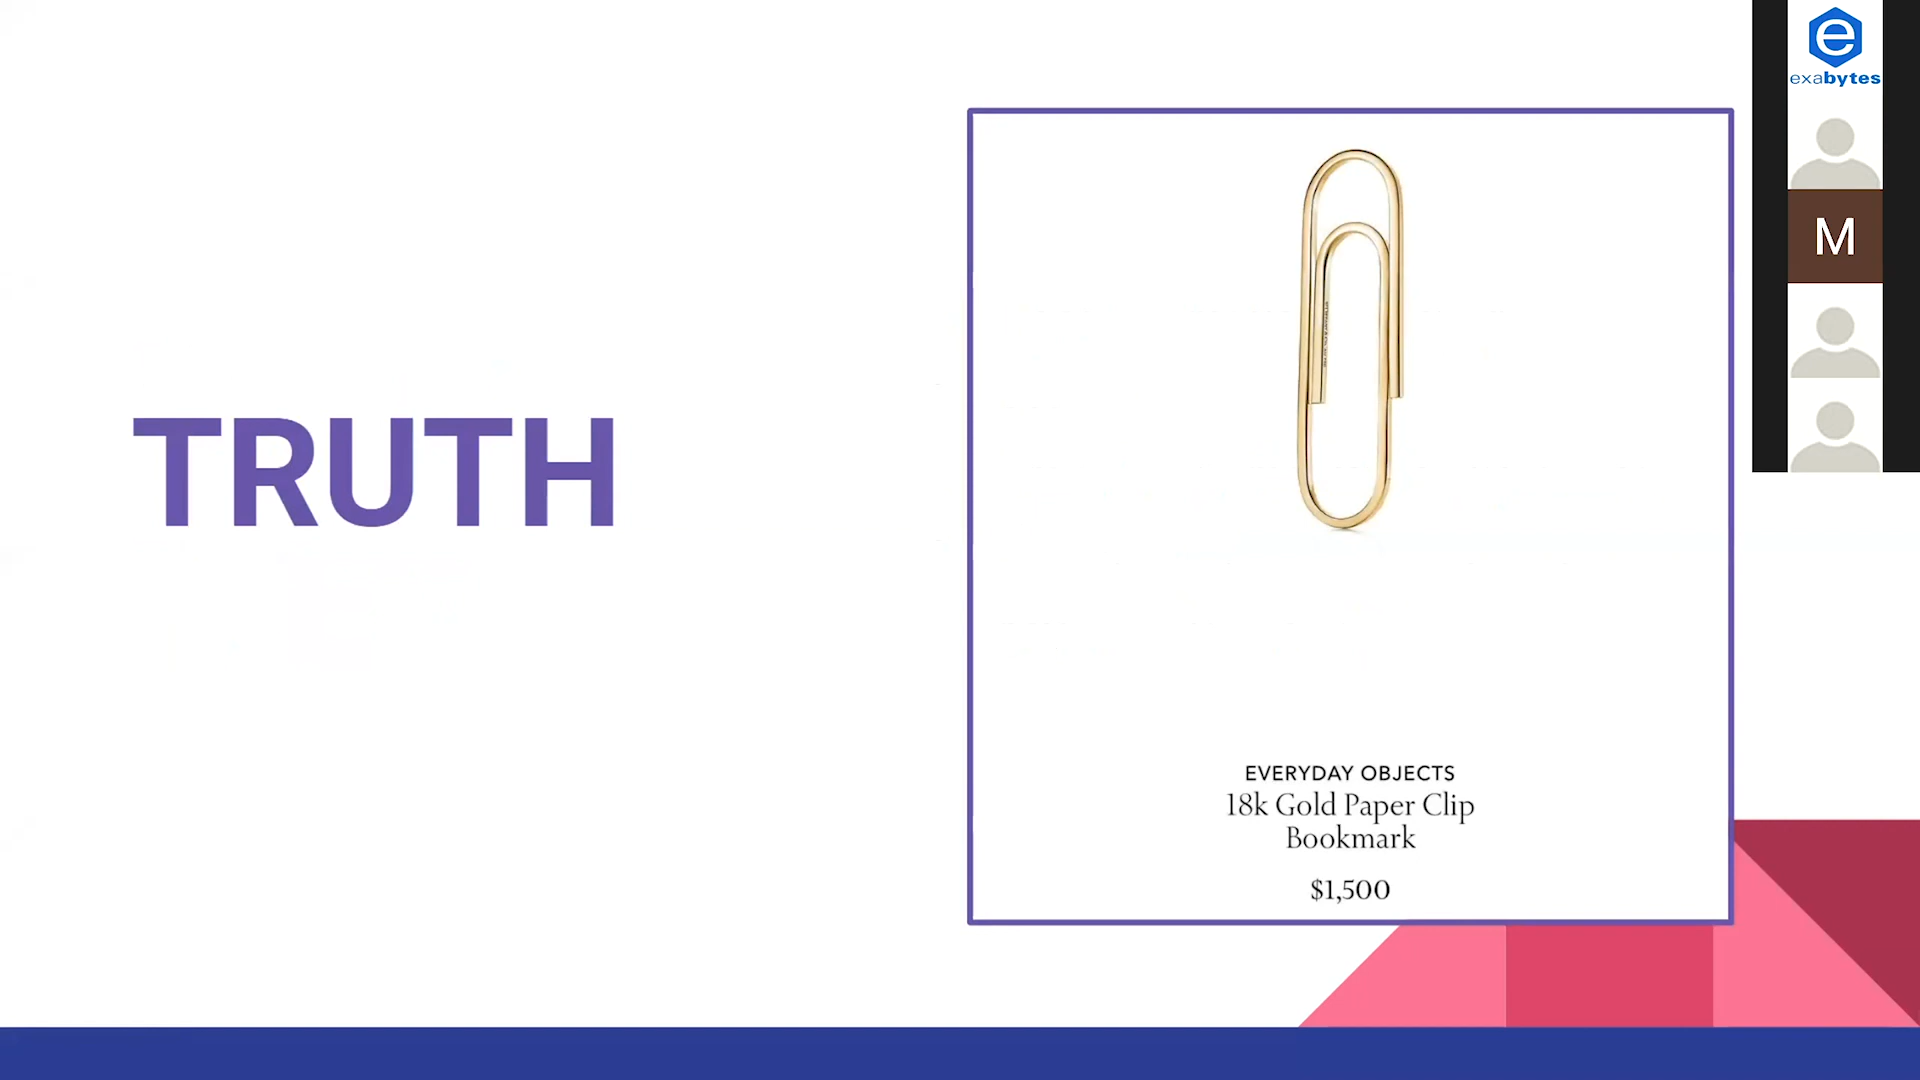 TRUTH
EVERYDAY OBJECTS
18k Gold Paper Clip
Bookmark
$1,500
e
exabytes
M